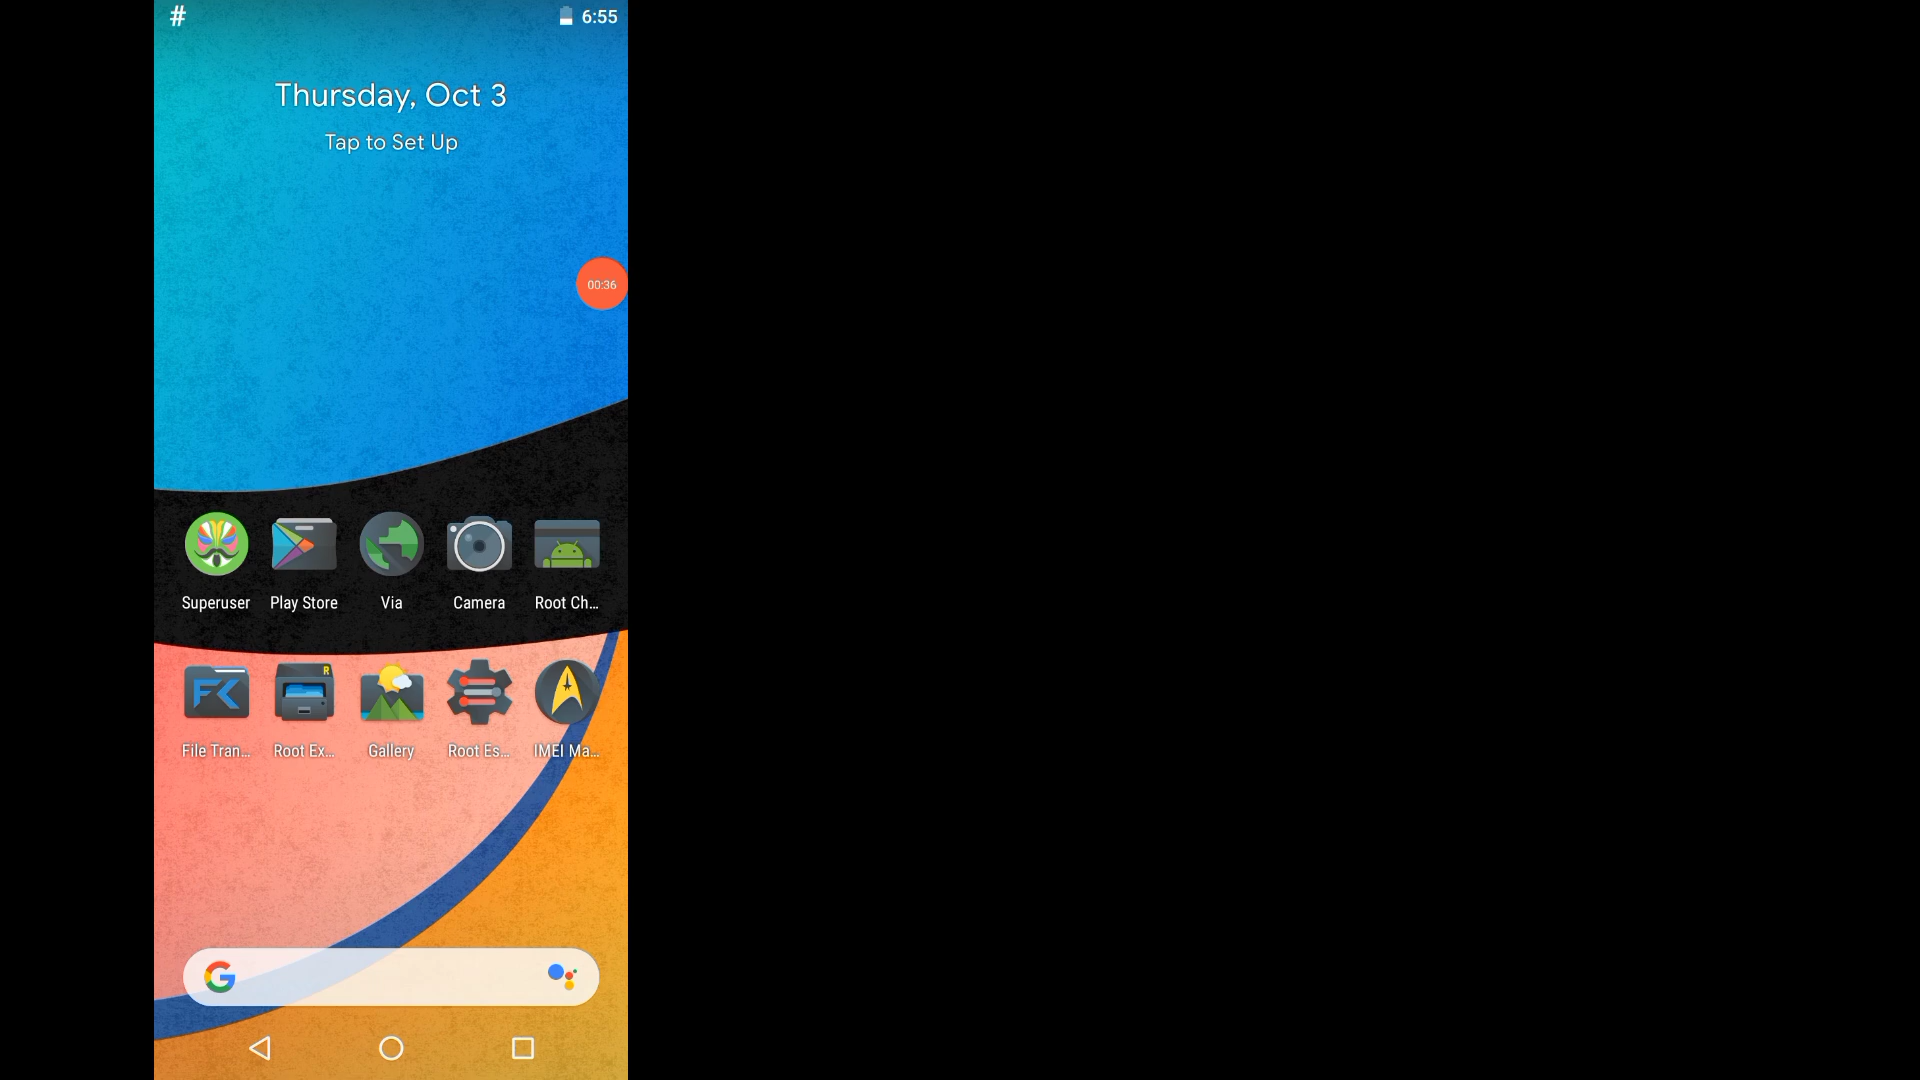 # 6:55
Thursday, Oct 3
Tap to Set Up
00:36
Superuser Play Store Via Camera Root Ch...
R
FK
File Tran... Root Ex... Gallery Root Es... IMEI Ma...
G